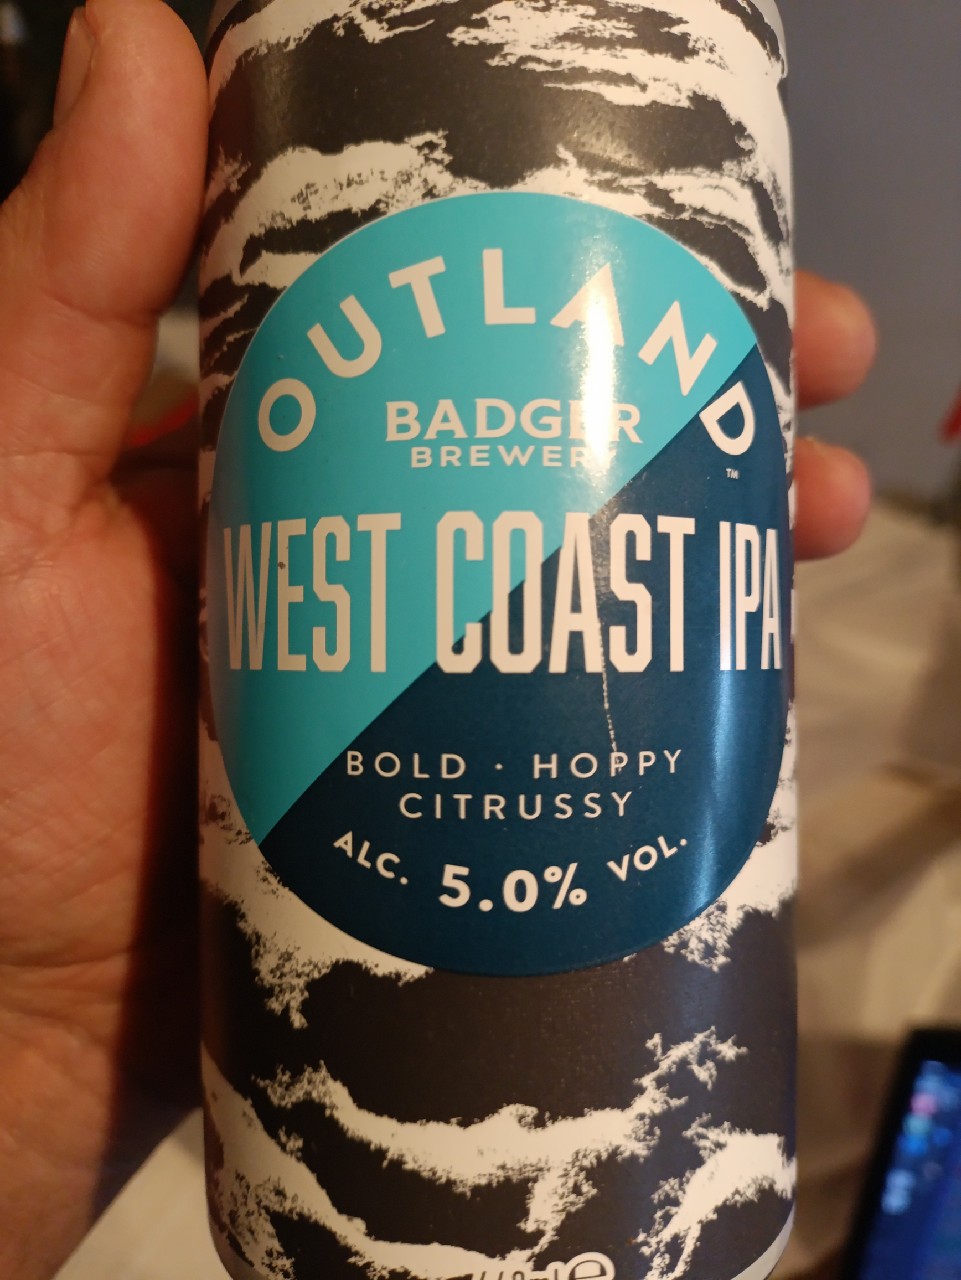 OUTLAND
™
BADGER
BREWERY
WEST COAST IPA
BOLD · HOPPY
CITRUSSY
ALC. 5.0% VOL.